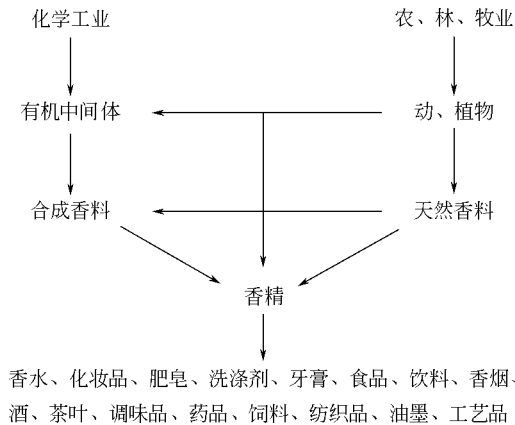 化学工业 农、林、牧业
有机中间体 动、植物
合成香料 天然香料
香精
香水、化妆品、肥皂、洗涤剂、牙膏、食品、饮料、香烟、
酒、茶叶、调味品、药品、饲料、纺织品、油墨、工艺品